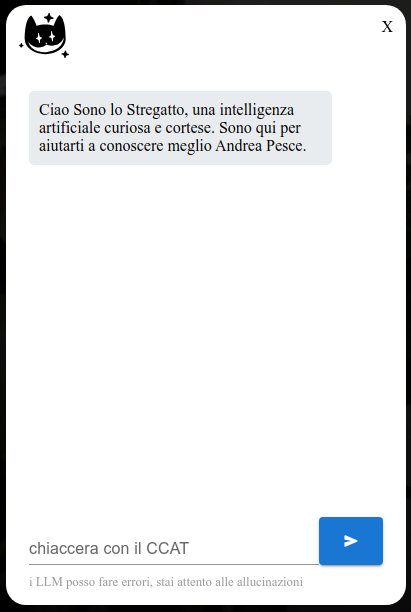 X
Ciao Sono lo Stregatto, una intelligenza
artificiale curiosa e cortese. Sono qui per
aiutarti a conoscere meglio Andrea Pesce.
chiaccera con il CCAT
i LLM posso fare errori, stai attento alle allucinazioni